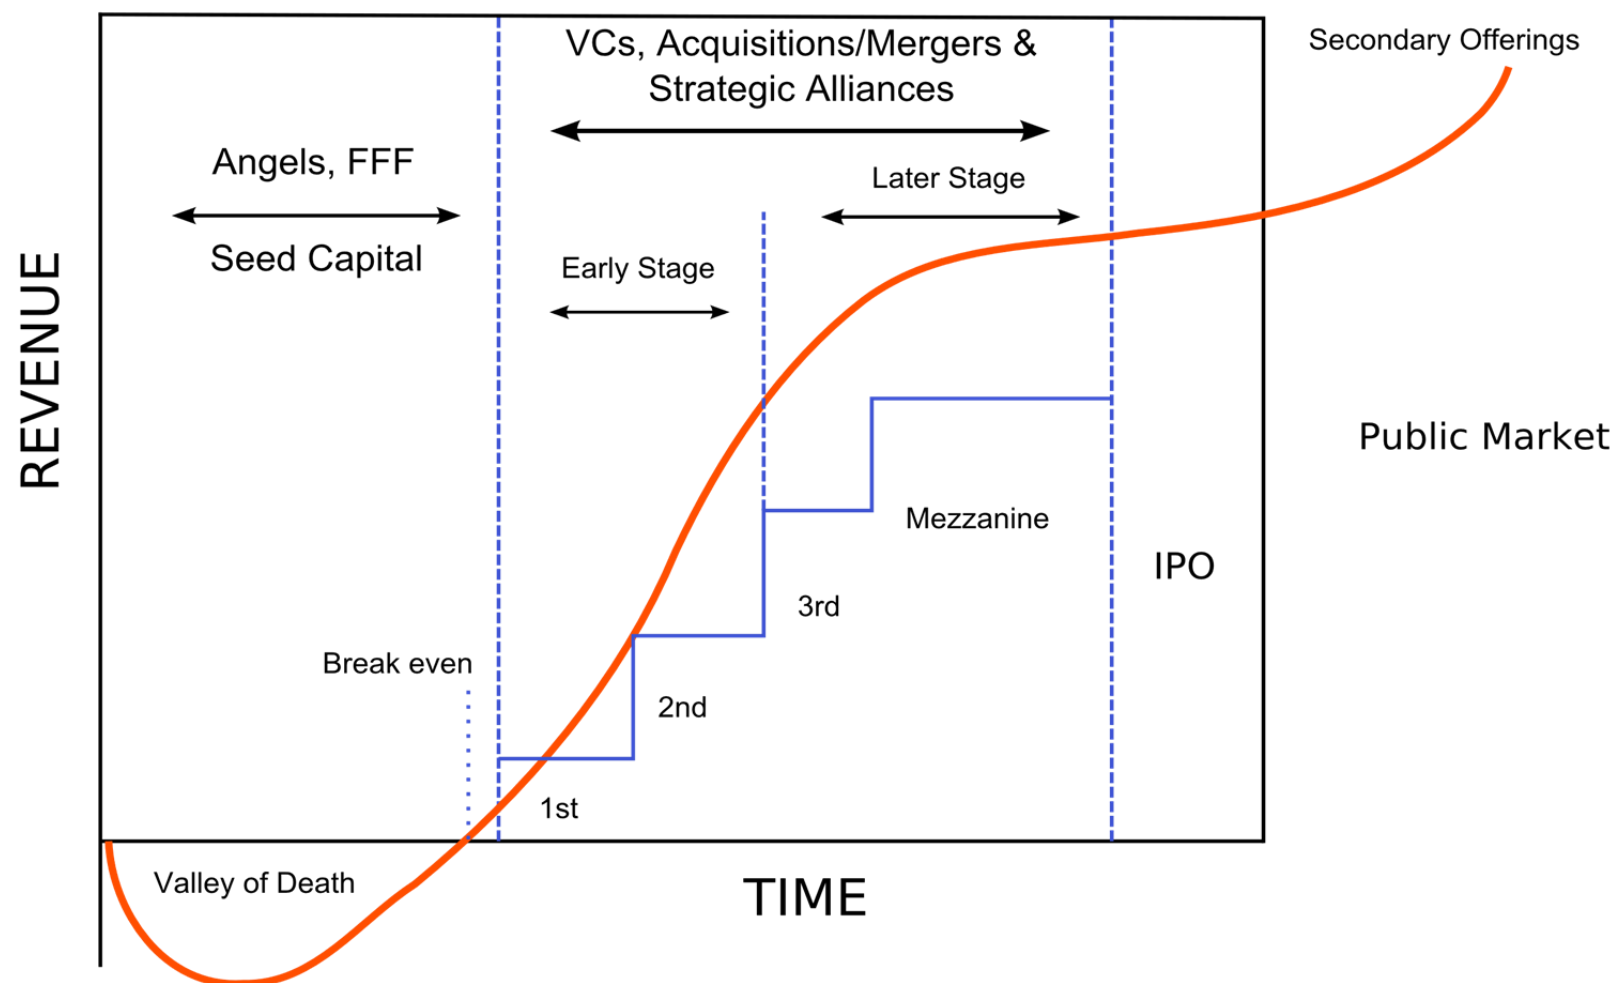 VCs, Acquisitions/Mergers &
Strategic Alliances
Secondary Offerings
Angels, FFF
Seed Capital
Later Stage
Early Stage
REVENUE
Public Market
Mezzanine
IPO
3rd
Break even
2nd
1st
Valley of Death
TIME